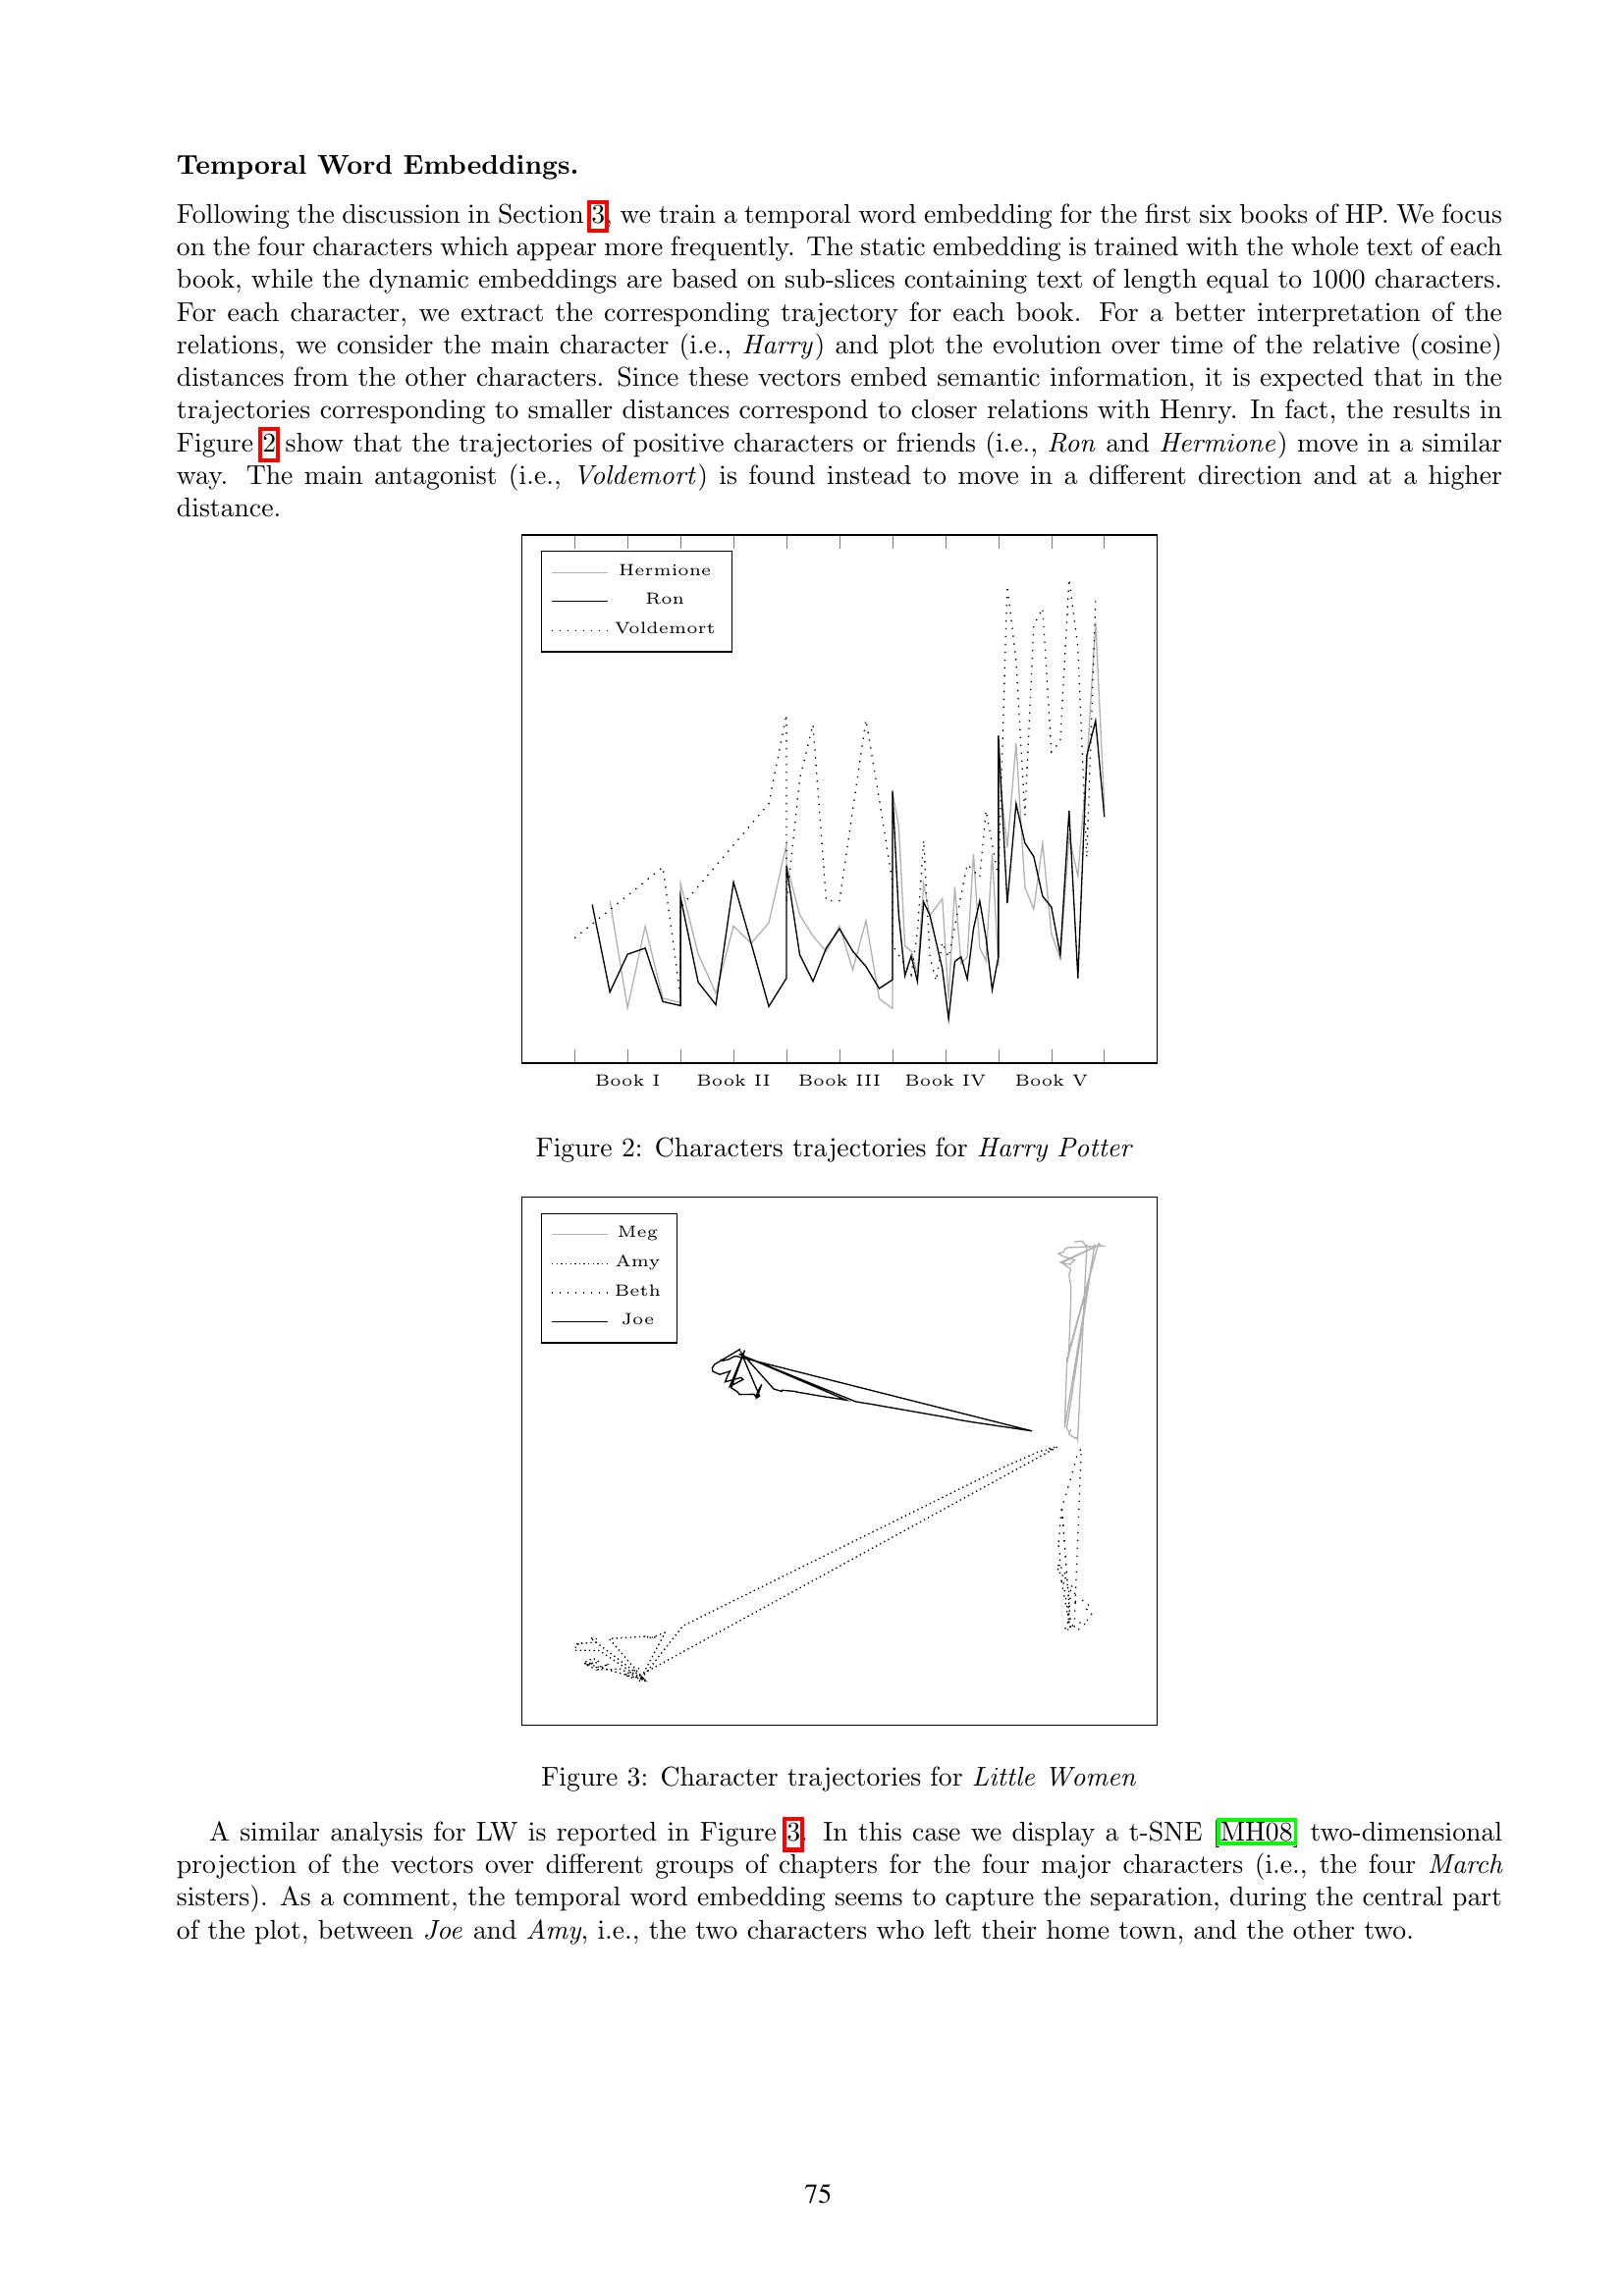 Temporal Word Embeddings.
Following the discussion in Section 3, we train a temporal word embedding for the first six books of HP. We focus
on the four characters which appear more frequently. The static embedding is trained with the whole text of each
book, while the dynamic embeddings are based on sub-slices containing text of length equal to 1000 characters.
For each character, we extract the corresponding trajectory for each book. For a better interpretation of the
relations, we consider the main character (i.e., Harry) and plot the evolution over time of the relative (cosine)
distances from the other characters. Since these vectors embed semantic information, it is expected that in the
trajectories corresponding to smaller distances correspond to closer relations with Henry. In fact, the results in
Figure 2 show that the trajectories of positive characters or friends (i.e., Ron and Hermione) move in a similar
way. The main antagonist (i.e., Voldemort) is found instead to move in a different direction and at a higher
distance.
Hermione
Ron
Voldemort
Book I Book II Book III Book IV Book V
Figure 2: Characters trajectories for Harry Potter
Meg
Amy
Beth
Joe
Figure 3: Character trajectories for Little Women
A similar analysis for LW is reported in Figure 3. In this case we display a t-SNE [MH08] two-dimensional
projection of the vectors over different groups of chapters for the four major characters (i.e., the four March
sisters). As a comment, the temporal word embedding seems to capture the separation, during the central part
of the plot, between Joe and Amy, i.e., the two characters who left their home town, and the other two.
75